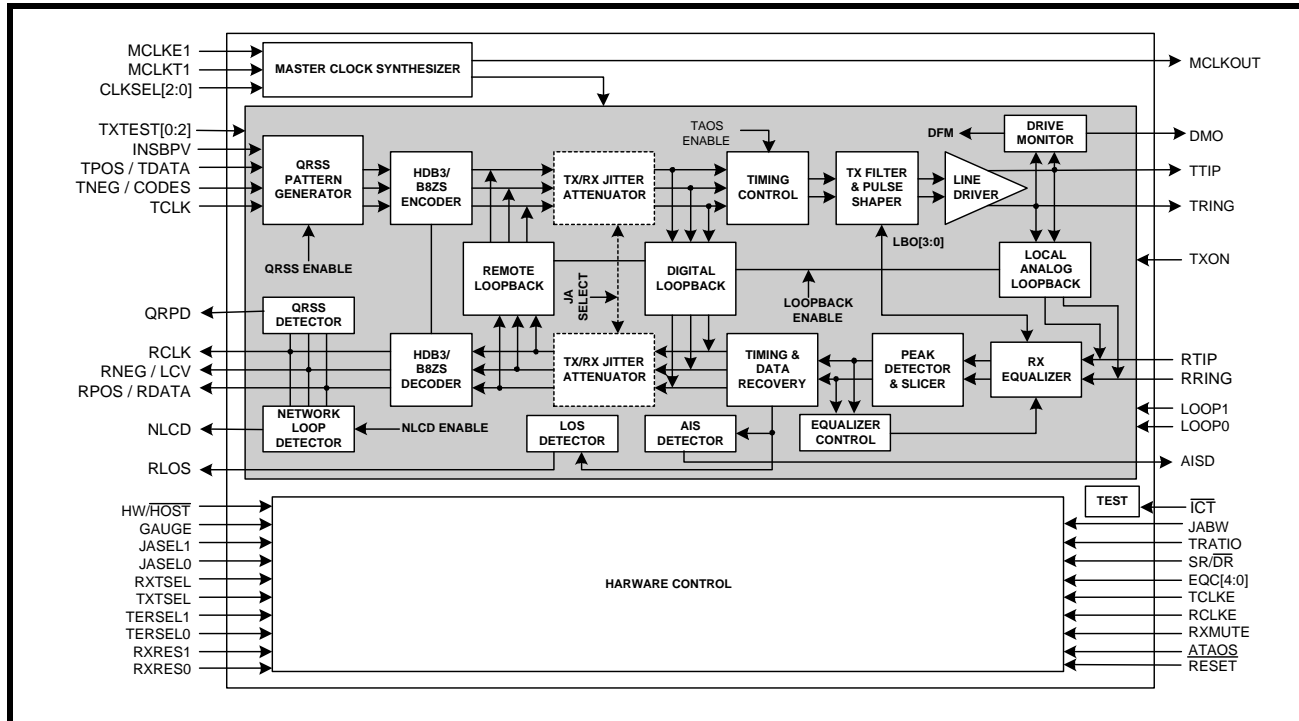 MCLKE1
MCLKT1
CLKSEL[2:0]
MASTER CLOCK SYNTHESIZER
MCLKOUT
TXTEST[0:2]
INSBPV
TPOS / TDATA
TNEG / CODES
TCLK
QRSS
PATTERN
GENERATOR
HDB3/
B8ZS
ENCODER
TX/RX JITTER
ATTENUATOR
TAOS
ENABLE
TIMING
CONTROL
TX FILTER
& PULSE
SHAPER
LINE
DRIVER
DFM
DRIVE
MONITOR
DMO
TTIP
TRING
QRSS ENABLE
REMOTE
LOOPBACK
JA
SELECT
DIGITAL
LOOPBACK
LOOPBACK
ENABLE
LBO[3:0]
LOCAL
ANALOG
LOOPBACK
TXON
QRPD
RCLK
RNEG / LCV
RPOS / RDATA
NLCD
RLOS
QRSS
DETECTOR
HDB3/
B8ZS
DECODER
TX/RX JITTER
ATTENUATOR
TIMING &
DATA
RECOVERY
PEAK
DETECTOR
& SLICER
RX
EQUALIZER
RTIP
RRING
NETWORK
LOOP
DETECTOR
NLCD ENABLE
LOS
DETECTOR
AIS
DETECTOR
EQUALIZER
CONTROL
LOOP1
LOOP0
AISD
HW/HOST
GAUGE
JASEL1
JASEL0
RXTSEL
TXTSEL
TERSEL1
TERSEL0
RXRES1
RXRES0
HARWARE CONTROL
TEST
ICT
JABW
TRATIO
SR/DR
EQC[4:0]
TCLKE
RCLKE
RXMUTE
ATAOS
RESET